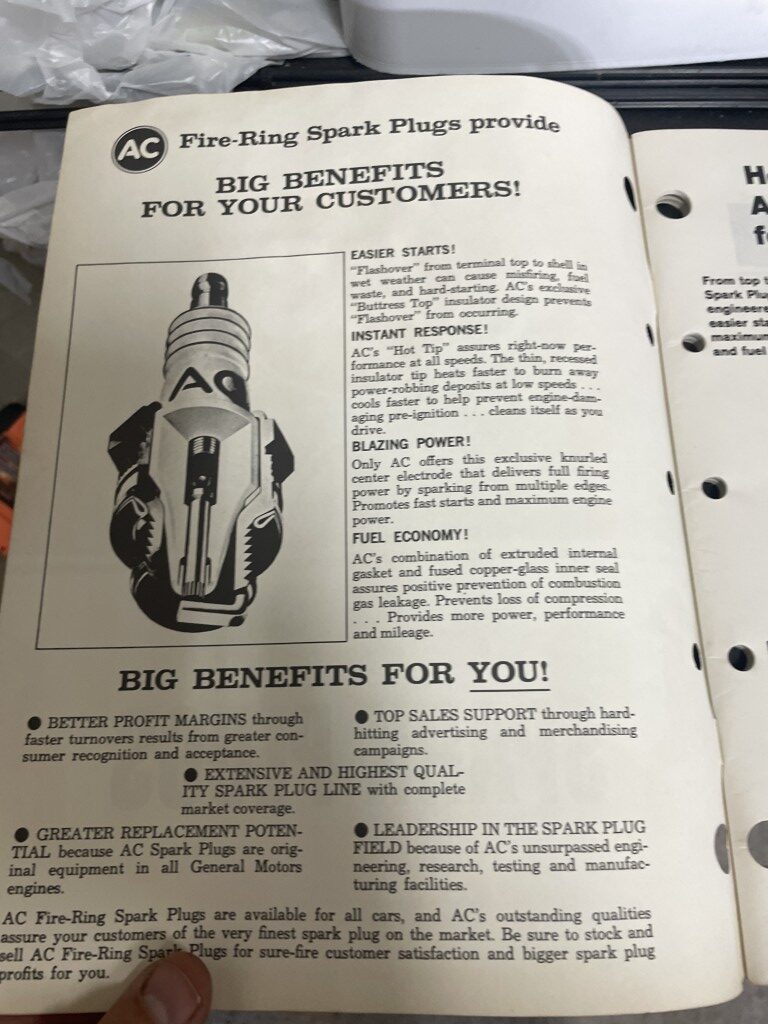 AC Fire-Ring Spark Plugs provide
BIG BENEFITS
FOR YOUR CUSTOMERS!
AC
EASIER STARTS!
"Flashover" from terminal top to shell in
wet weather can cause misfiring, fuel
waste, and hard-starting. AC's exclusive
"Buttress Top" insulator design prevents
"Flashover" from occurring.
INSTANT RESPONSE!
AC's "Hot Tip" assures right-now per-
formance at all speeds. The thin, recessed
insulator tip heats faster to burn away
power-robbing deposits at low speeds . . .
cools faster to help prevent engine-dam-
aging pre-ignition . . . cleans itself as you
drive.
BLAZING POWER!
Only AC offers this exclusive knurled
center electrode that delivers full firing
power by sparking from multiple edges.
Promotes fast starts and maximum engine
power.
FUEL ECONOMY!
AC's combination of extruded internal
gasket and fused copper-glass inner seal
assures positive prevention of combustion
gas leakage. Prevents loss of compression
. . . Provides more power, performance
and mileage.
BIG BENEFITS FOR YOU!
● BETTER PROFIT MARGINS through
faster turnovers results from greater con-
sumer recognition and acceptance.
● TOP SALES SUPPORT through hard-
hitting advertising and merchandising
campaigns.
● EXTENSIVE AND HIGHEST QUAL-
ITY SPARK PLUG LINE with complete
market coverage.
● GREATER REPLACEMENT POTEN-
TIAL because AC Spark Plugs are orig-
inal equipment in all General Motors
engines.
● LEADERSHIP IN THE SPARK PLUG
FIELD because of AC's unsurpassed engi-
neering, research, testing and manufac-
turing facilities.
AC Fire-Ring Spark Plugs are available for all cars, and AC's outstanding qualities
assure your customers of the very finest spark plug on the market. Be sure to stock and
sell AC Fire-Ring Spark Plugs for sure-fire customer satisfaction and bigger spark plug
profits for you.
From top
Spark
easier
maximum
and fuel